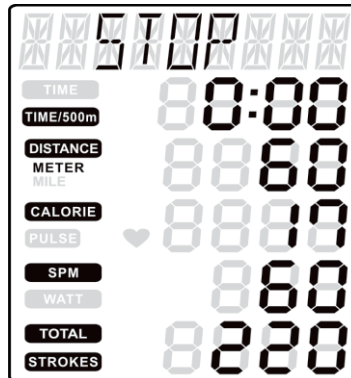 STOP
TIME
TIME/500m 0:00
DISTANCE 60
METER
MILE
CALORIE 17
PULSE
SPM 60
WATT
TOTAL 220
STROKES